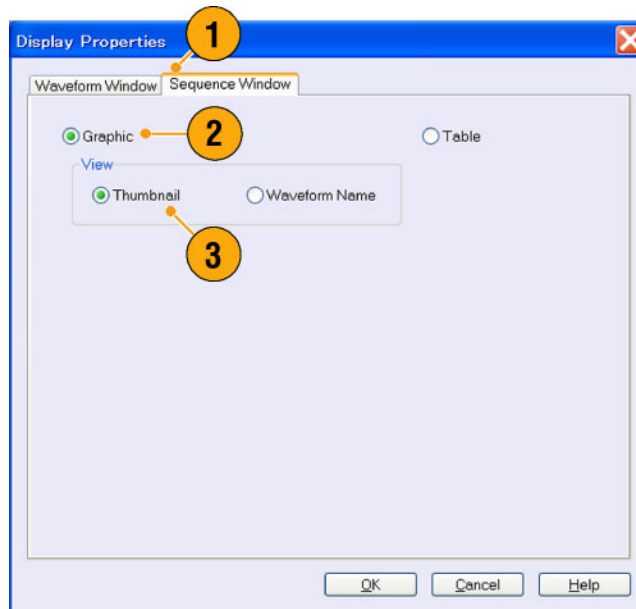 1
Display Properties
Waveform Window Sequence Window
Graphic 2 Table
View
Thumbnail Waveform Name
3
OK Cancel Help